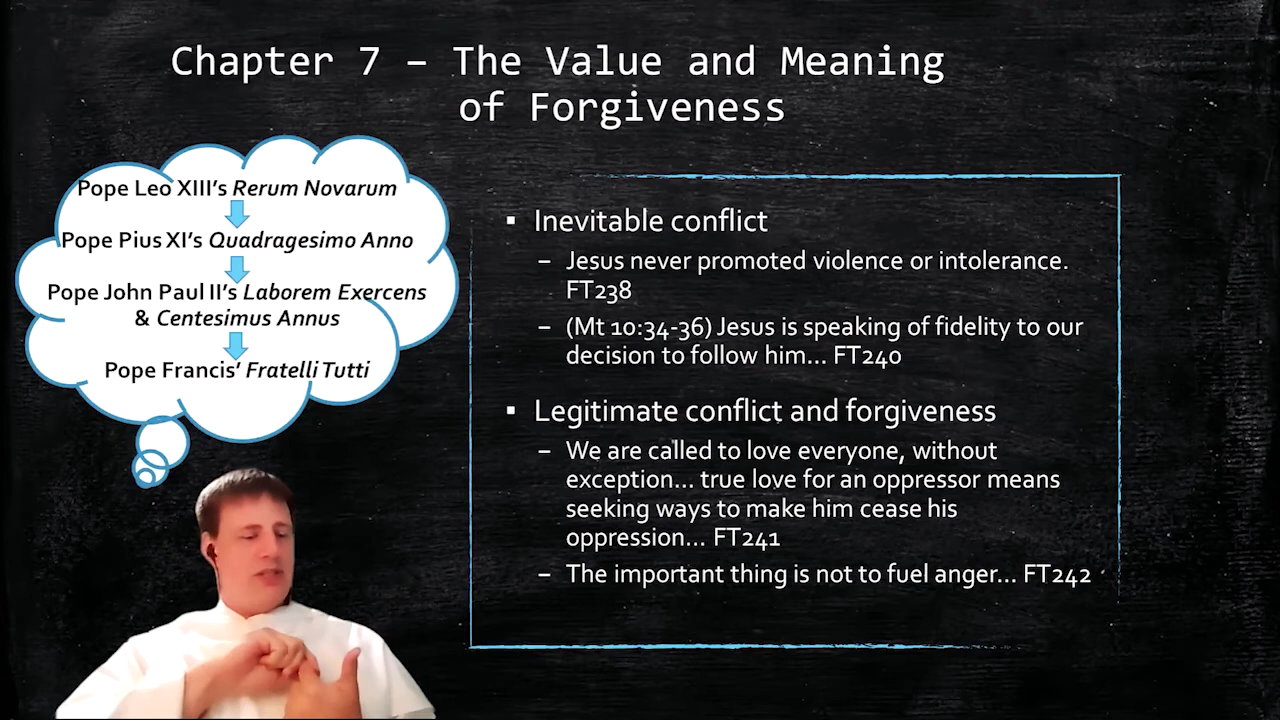 Chapter 7 – The Value and Meaning
of Forgiveness
Pope Leo XIII's Rerum Novarum
Pope Pius XI's Quadragesimo Anno
Pope John Paul II's Laborem Exercens
& Centesimus Annus
Pope Francis' Fratelli Tutti
▪ Inevitable conflict
– Jesus never promoted violence or intolerance.
FT238
– (Mt 10:34-36) Jesus is speaking of fidelity to our
decision to follow him... FT240
▪ Legitimate conflict and forgiveness
– We are called to love everyone, without
exception... true love for an oppressor means
seeking ways to make him cease his
oppression... FT241
– The important thing is not to fuel anger... FT242